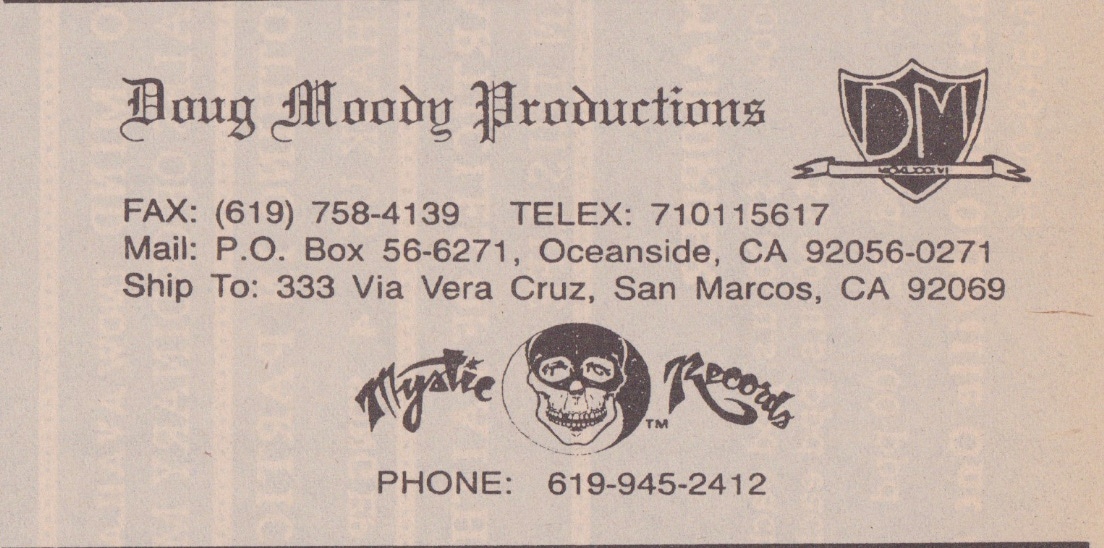 Doug Moody Productions
DM
FAX: (619) 758-4139 TELEX: 710115617
Mail: P.O. Box 56-6271, Oceanside, CA 92056-0271
Ship To: 333 Via Vera Cruz, San Marcos, CA 92069
Mystic Records
TM
PHONE: 619-945-2412